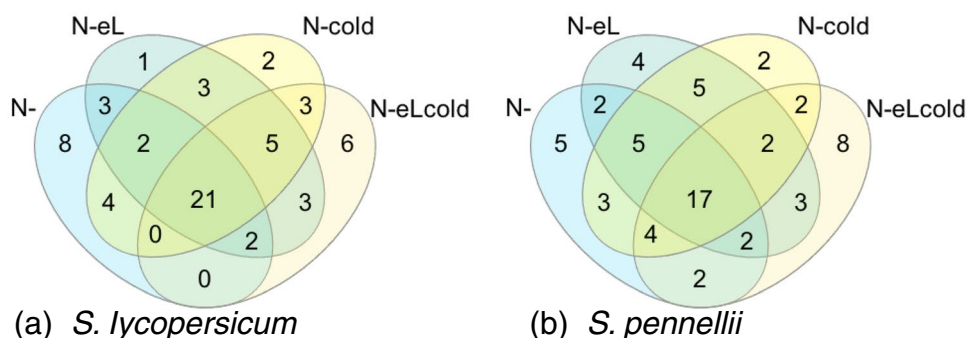 N-eL N-cold N-eL N-cold
N- N-eLcold N- N-eLcold
1 2 4 2
3 3 3 2 5 2
8 2 5 6 5 5 2 8
4 21 3 3 17 3
0 2 4 2
0 2
(a) S. lycopersicum (b) S. pennellii